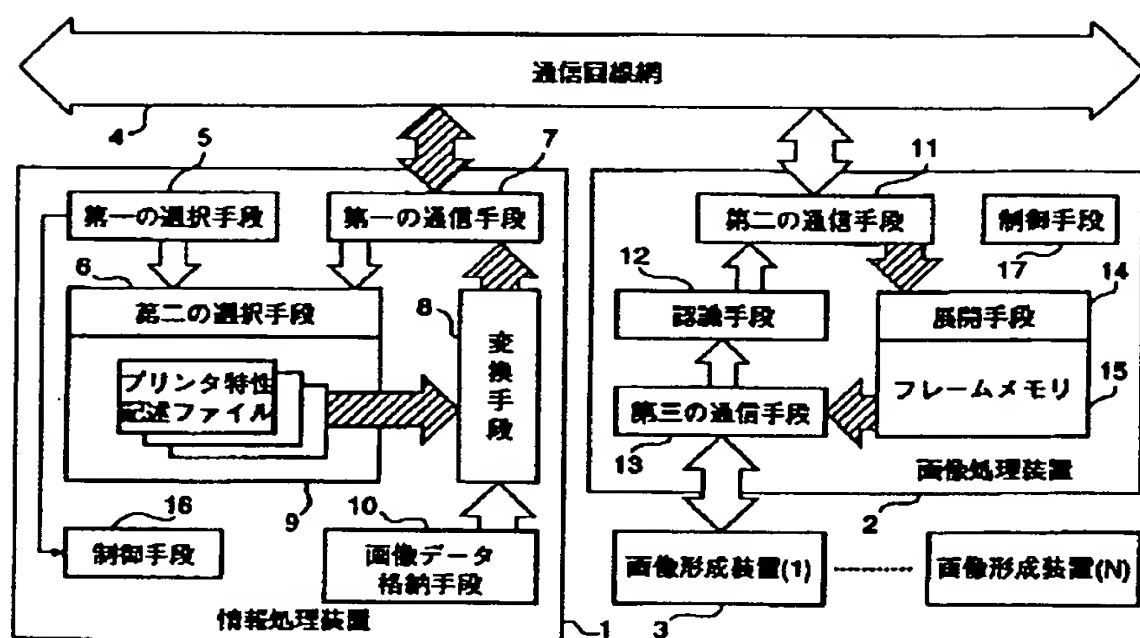 通信回線網
4
5
7
11
第一の選択手段
第一の通信手段
第二の通信手段
制御手段
6
12
17
14
第二の選択手段
8
認識手段
展開手段
変換手段
プリンタ特性
記述ファイル
フレームメモリ
15
第三の通信手段
13
画像処理装置
16
9
10
2
制御手段
画像データ
格納手段
画像形成装置(1)
画像形成装置(N)
情報処理装置
1
3